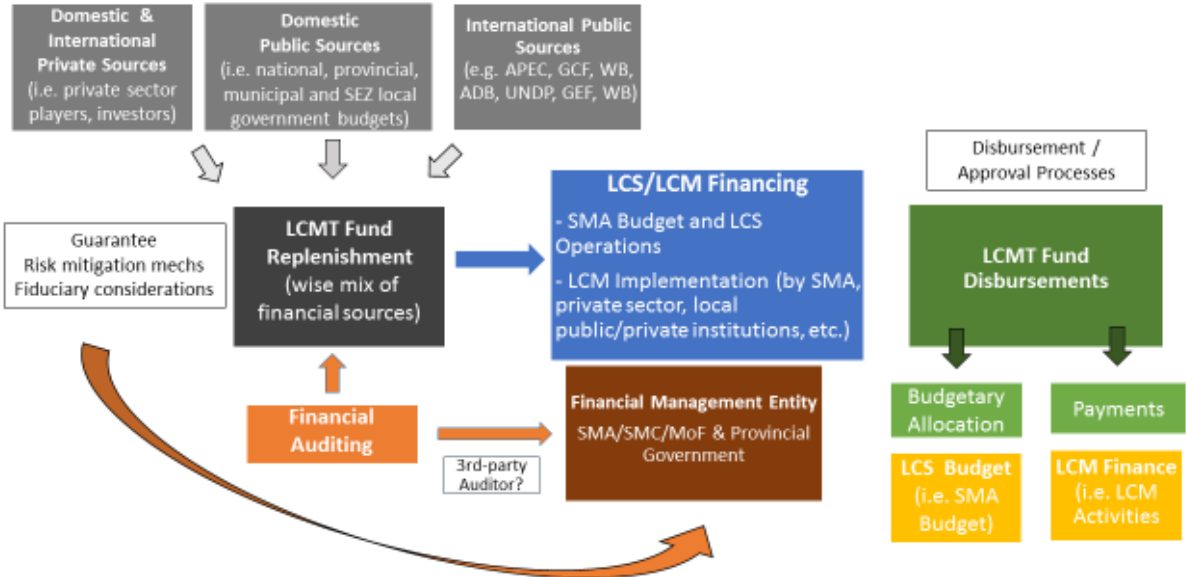 Domestic &
International
Private Sources
(i.e. private sector
players, investors)
Domestic
Public Sources
(i.e. national, provincial,
municipal and SEZ local
government budgets)
International Public
Sources
(e.g. APEC, GCF, WB,
ADB, UNDP, GEF, WB)
Disbursement /
Approval Processes
Guarantee
Risk mitigation mechs
Fiduciary considerations
LCMT Fund
Replenishment
(wise mix of
financial sources)
LCS/LCM Financing
- SMA Budget and LCS
Operations
- LCM Implementation (by SMA,
private sector, local
public/private institutions, etc.)
LCMT Fund
Disbursements
Financial
Auditing
3rd-party
Auditor?
Financial Management Entity
SMA/SMC/MoF & Provincial
Government
Budgetary
Allocation
Payments
LCS Budget
(i.e. SMA
Budget)
LCM Finance
(i.e. LCM
Activities